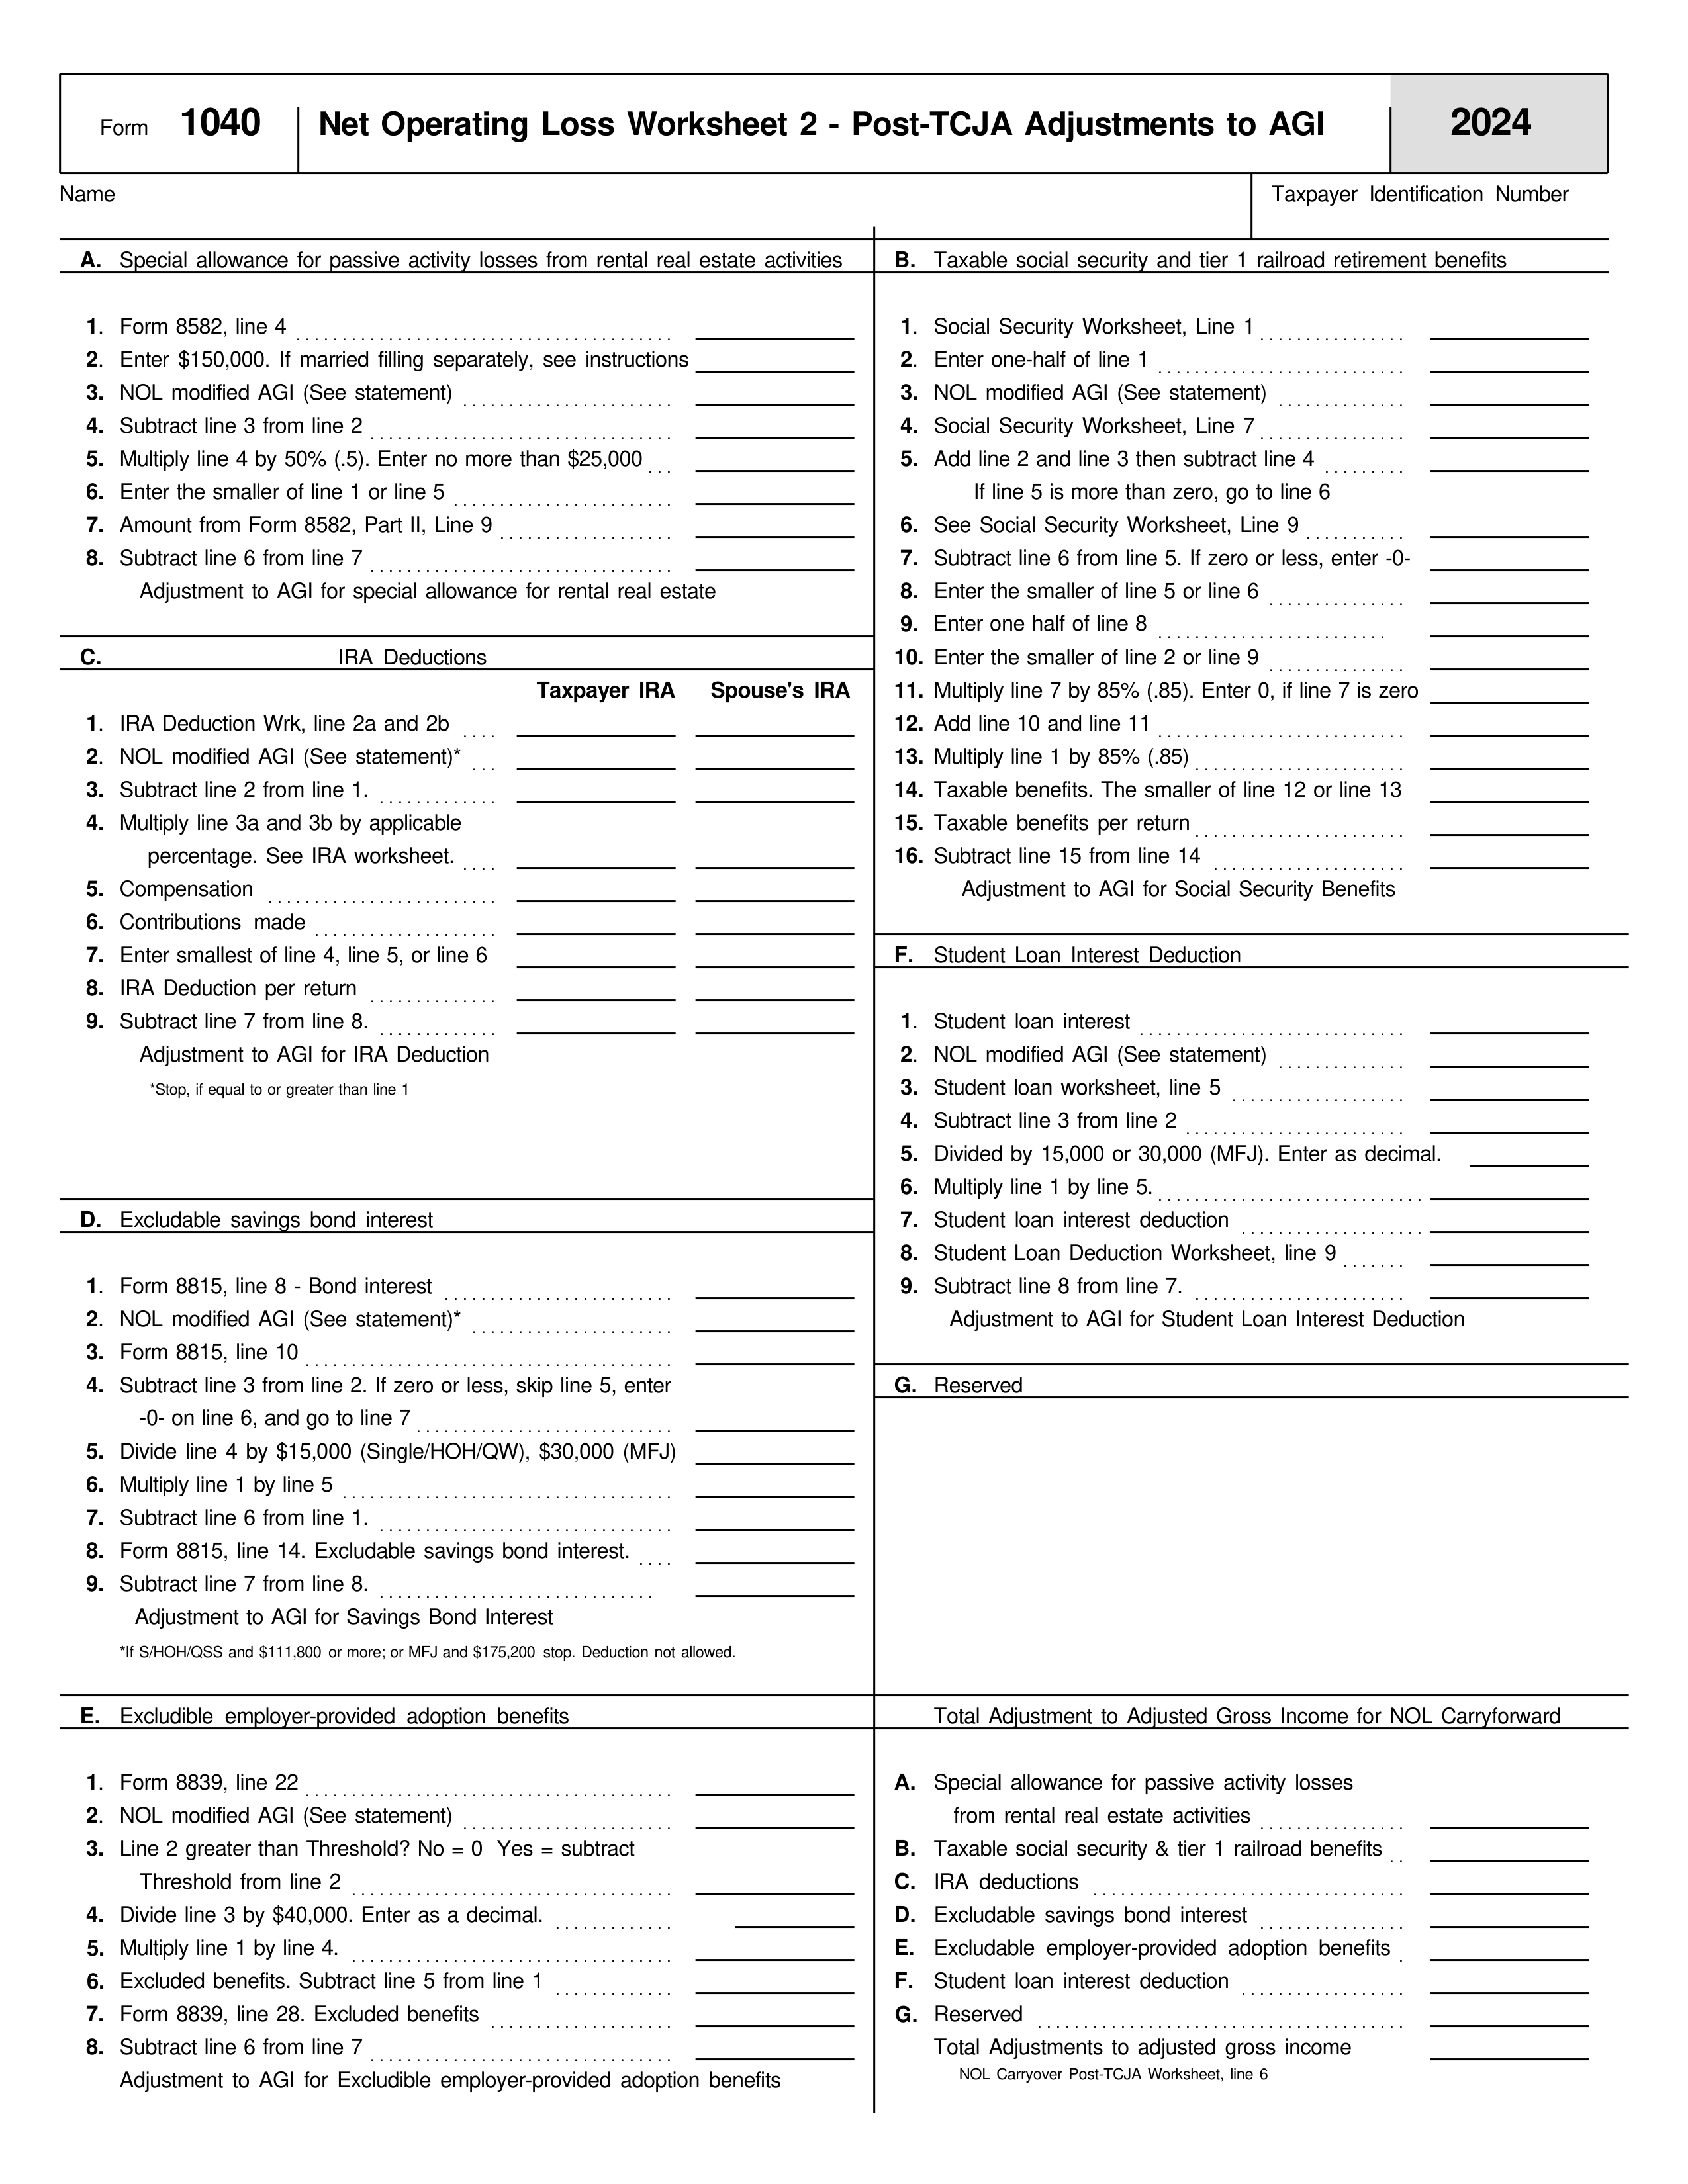 Form 1040 Net Operating Loss Worksheet 2 - Post-TCJA Adjustments to AGI 2024
Name Taxpayer Identification Number
A. Special allowance for passive activity losses from rental real estate activities
1. Form 8582, line 4
2. Enter $150,000. If married filling separately, see instructions
3. NOL modified AGI (See statement)
4. Subtract line 3 from line 2
5. Multiply line 4 by 50% (.5). Enter no more than $25,000
6. Enter the smaller of line 1 or line 5
7. Amount from Form 8582, Part II, Line 9
8. Subtract line 6 from line 7
Adjustment to AGI for special allowance for rental real estate
C. IRA Deductions
Taxpayer IRA Spouse's IRA
1. IRA Deduction Wrk, line 2a and 2b
2. NOL modified AGI (See statement)*
3. Subtract line 2 from line 1.
4. Multiply line 3a and 3b by applicable
percentage. See IRA worksheet.
5. Compensation
6. Contributions made
7. Enter smallest of line 4, line 5, or line 6
8. IRA Deduction per return
9. Subtract line 7 from line 8.
Adjustment to AGI for IRA Deduction
*Stop, if equal to or greater than line 1
D. Excludable savings bond interest
1. Form 8815, line 8 - Bond interest
2. NOL modified AGI (See statement)*
3. Form 8815, line 10
4. Subtract line 3 from line 2. If zero or less, skip line 5, enter
-0- on line 6, and go to line 7
5. Divide line 4 by $15,000 (Single/HOH/QW), $30,000 (MFJ)
6. Multiply line 1 by line 5
7. Subtract line 6 from line 1.
8. Form 8815, line 14. Excludable savings bond interest.
9. Subtract line 7 from line 8.
Adjustment to AGI for Savings Bond Interest
*If S/HOH/QSS and $111,800 or more; or MFJ and $175,200 stop. Deduction not allowed.
E. Excludible employer-provided adoption benefits
1. Form 8839, line 22
2. NOL modified AGI (See statement)
3. Line 2 greater than Threshold? No = 0 Yes = subtract
Threshold from line 2
4. Divide line 3 by $40,000. Enter as a decimal.
5. Multiply line 1 by line 4.
6. Excluded benefits. Subtract line 5 from line 1
7. Form 8839, line 28. Excluded benefits
8. Subtract line 6 from line 7
Adjustment to AGI for Excludible employer-provided adoption benefits
B. Taxable social security and tier 1 railroad retirement benefits
1. Social Security Worksheet, Line 1
2. Enter one-half of line 1
3. NOL modified AGI (See statement)
4. Social Security Worksheet, Line 7
5. Add line 2 and line 3 then subtract line 4
If line 5 is more than zero, go to line 6
6. See Social Security Worksheet, Line 9
7. Subtract line 6 from line 5. If zero or less, enter -0-
8. Enter the smaller of line 5 or line 6
9. Enter one half of line 8
10. Enter the smaller of line 2 or line 9
11. Multiply line 7 by 85% (.85). Enter 0, if line 7 is zero
12. Add line 10 and line 11
13. Multiply line 1 by 85% (.85)
14. Taxable benefits. The smaller of line 12 or line 13
15. Taxable benefits per return
16. Subtract line 15 from line 14
Adjustment to AGI for Social Security Benefits
F. Student Loan Interest Deduction
1. Student loan interest
2. NOL modified AGI (See statement)
3. Student loan worksheet, line 5
4. Subtract line 3 from line 2
5. Divided by 15,000 or 30,000 (MFJ). Enter as decimal.
6. Multiply line 1 by line 5.
7. Student loan interest deduction
8. Student Loan Deduction Worksheet, line 9
9. Subtract line 8 from line 7.
Adjustment to AGI for Student Loan Interest Deduction
G. Reserved
Total Adjustment to Adjusted Gross Income for NOL Carryforward
A. Special allowance for passive activity losses
from rental real estate activities
B. Taxable social security & tier 1 railroad benefits
C. IRA deductions
D. Excludable savings bond interest
E. Excludable employer-provided adoption benefits
F. Student loan interest deduction
G. Reserved
Total Adjustments to adjusted gross income
NOL Carryover Post-TCJA Worksheet, line 6